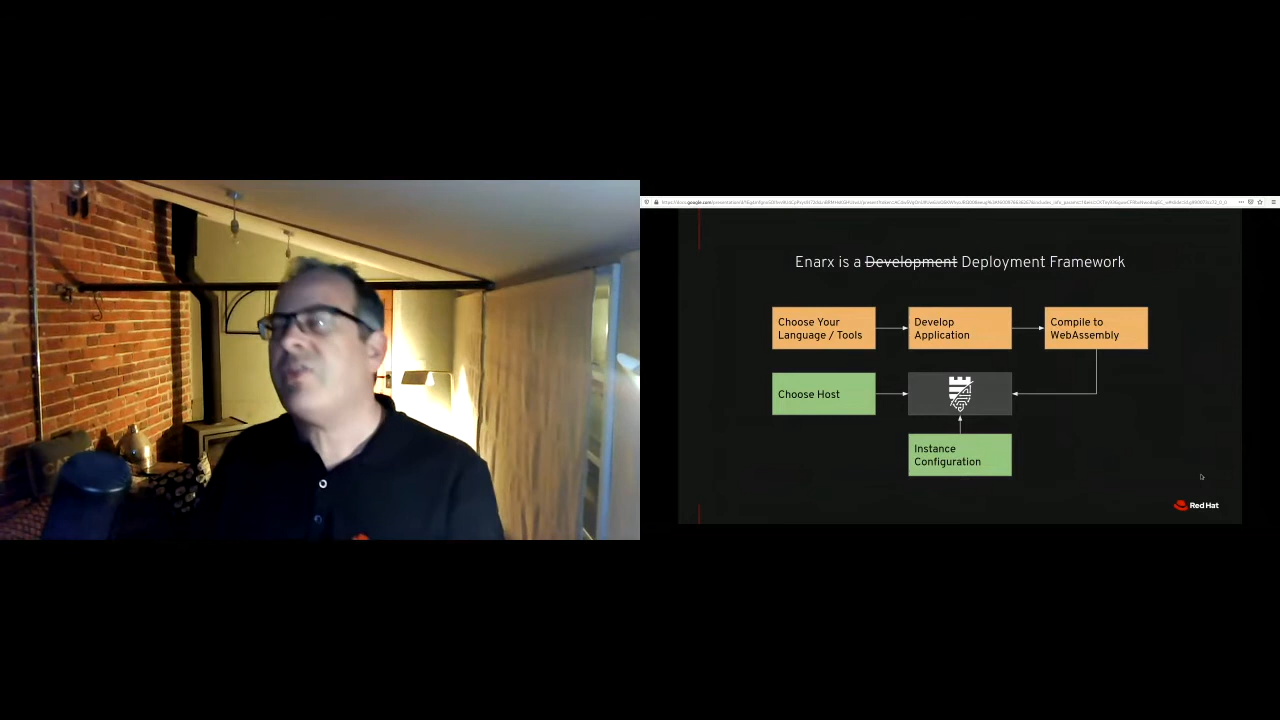 Enarx is a Development Deployment Framework
Choose Your
Language / Tools
Develop
Application
Compile to
WebAssembly
Choose Host
Instance
Configuration
Red Hat